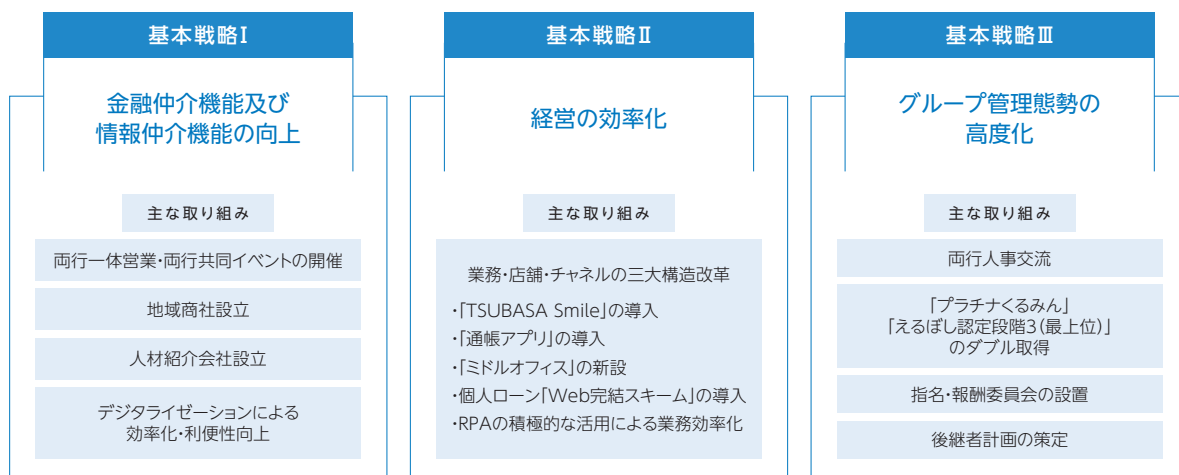 基本戦略Ⅰ
金融仲介機能及び
情報仲介機能の向上
主な取り組み
両行一体営業・両行共同イベントの開催
地域商社設立
人材紹介会社設立
デジタライゼーションによる
効率化・利便性向上
基本戦略Ⅱ
経営の効率化
主な取り組み
業務・店舗・チャネルの三大構造改革
・「TSUBASA Smile」の導入
・「通帳アプリ」の導入
・「ミドルオフィス」の新設
・個人ローン「Web完結スキーム」の導入
・RPAの積極的な活用による業務効率化
基本戦略Ⅲ
グループ管理態勢の
高度化
主な取り組み
両行人事交流
「プラチナくるみん」
「えるぼし認定段階3(最上位)」
のダブル取得
指名・報酬委員会の設置
後継者計画の策定